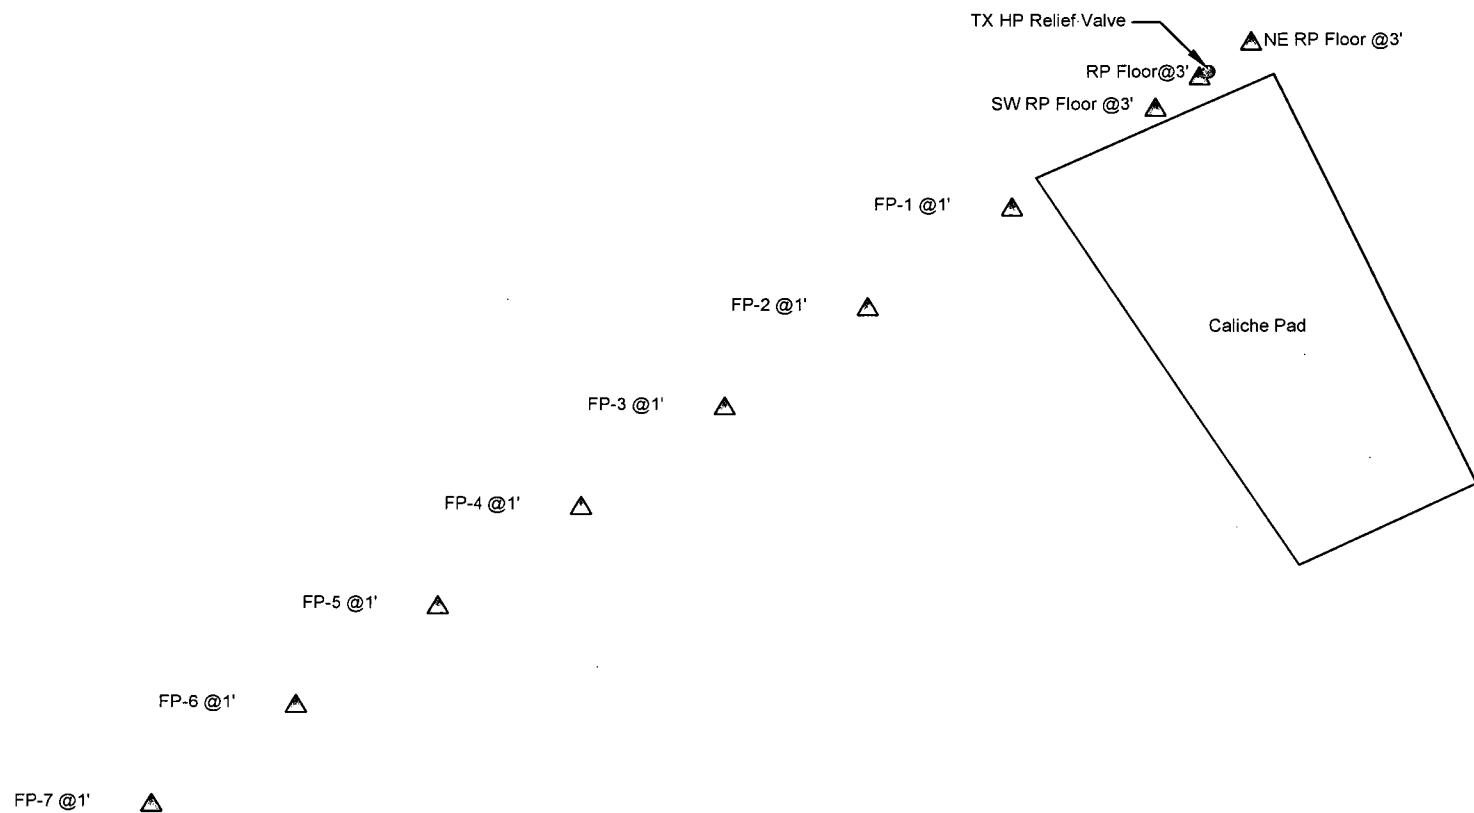 TX HP Relief Valve
NE RP Floor @3'
RP Floor@3'
SW RP Floor @3'
FP-1 @1'
FP-2 @1'
Caliche Pad
FP-3 @1'
FP-4 @1'
FP-5 @1'
FP-6 @1'
FP-7 @1'